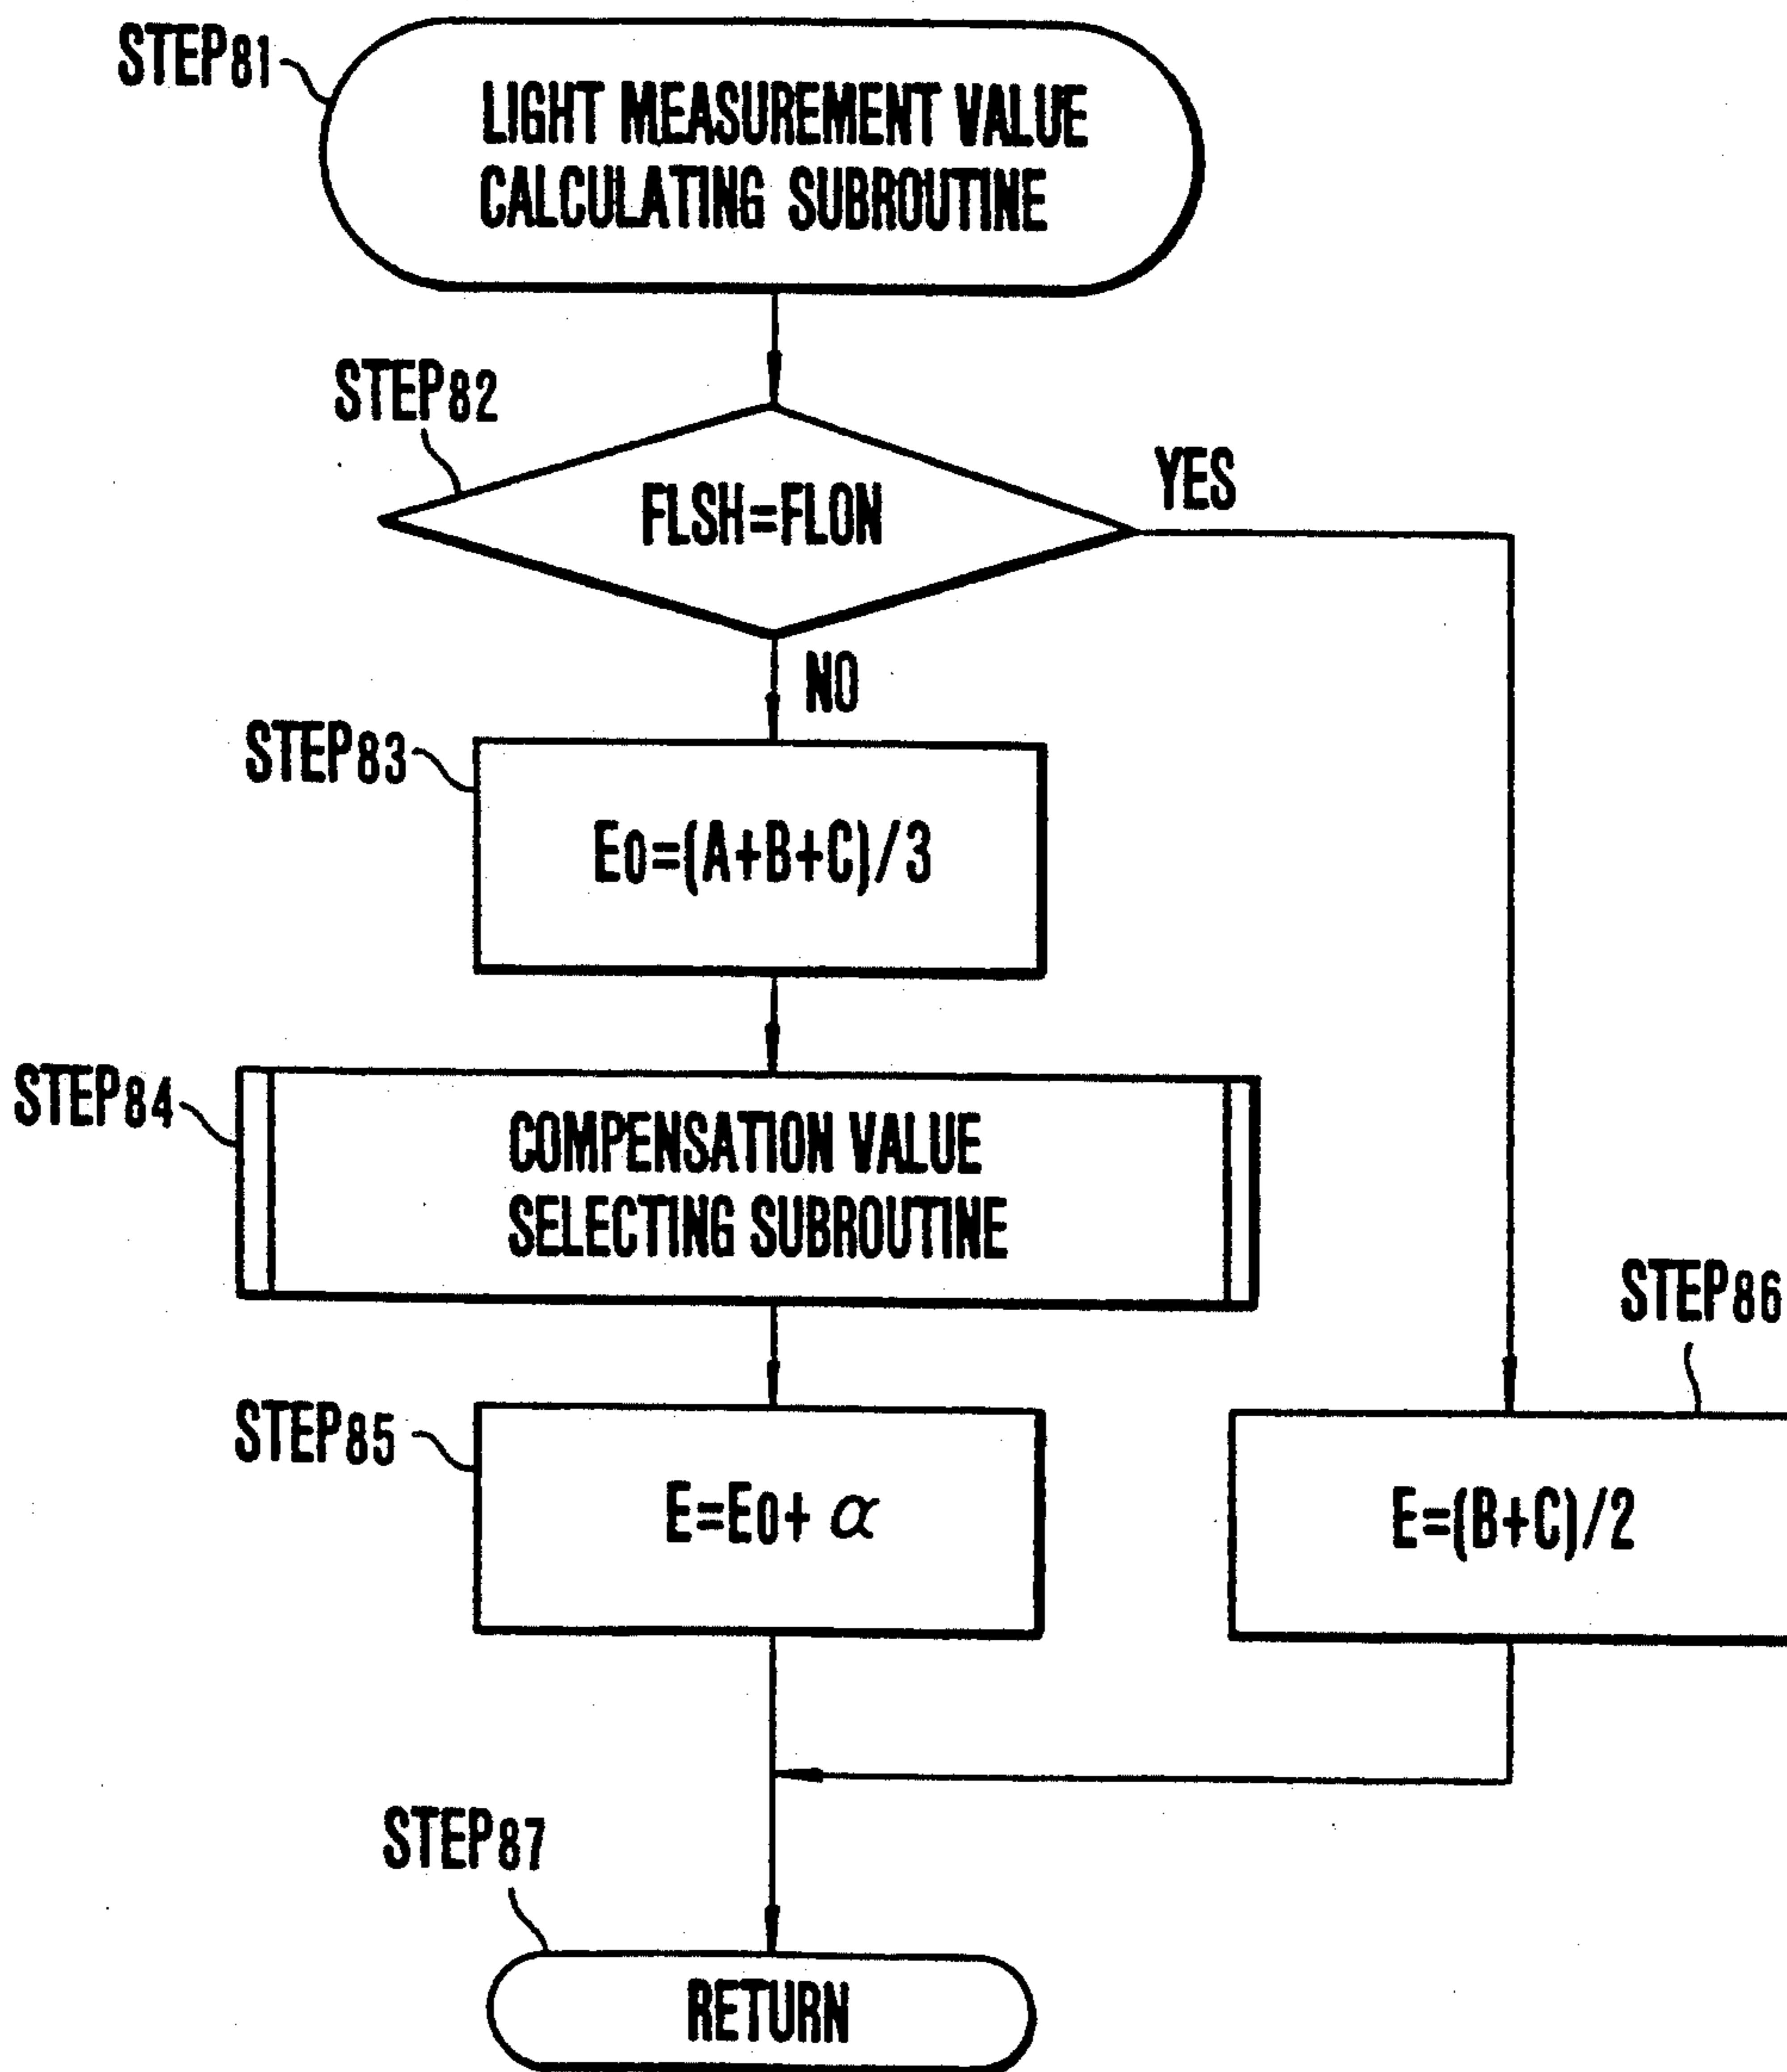 STEP81
LIGHT MEASUREMENT VALUE
CALCULATING SUBROUTINE
STEP82
FLSH=FLON
YES
NO
STEP83
E0=(A+B+C)/3
STEP84
COMPENSATION VALUE
SELECTING SUBROUTINE
STEP85
E=E0+ α
STEP86
E=(B+C)/2
STEP87
RETURN